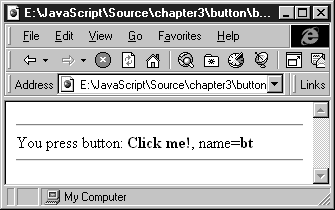 E:\JavaScript\Source\chapter3\button\b...
File Edit View Go Favorites Help
Address E:\JavaScript\Source\chapter3\button Links
You press button: Click me!, name=bt
My Computer